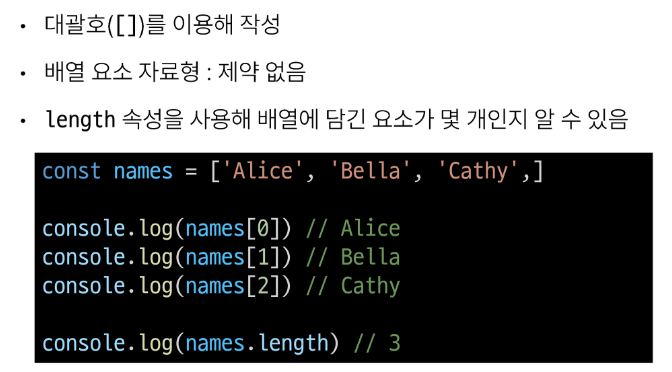 • 대괄호([])를 이용해 작성
• 배열 요소 자료형 : 제약 없음
• length 속성을 사용해 배열에 담긴 요소가 몇 개인지 알 수 있음
const names = ['Alice', 'Bella', 'Cathy',]
console.log(names[0]) // Alice
console.log(names[1]) // Bella
console.log(names[2]) // Cathy
console.log(names.length) // 3